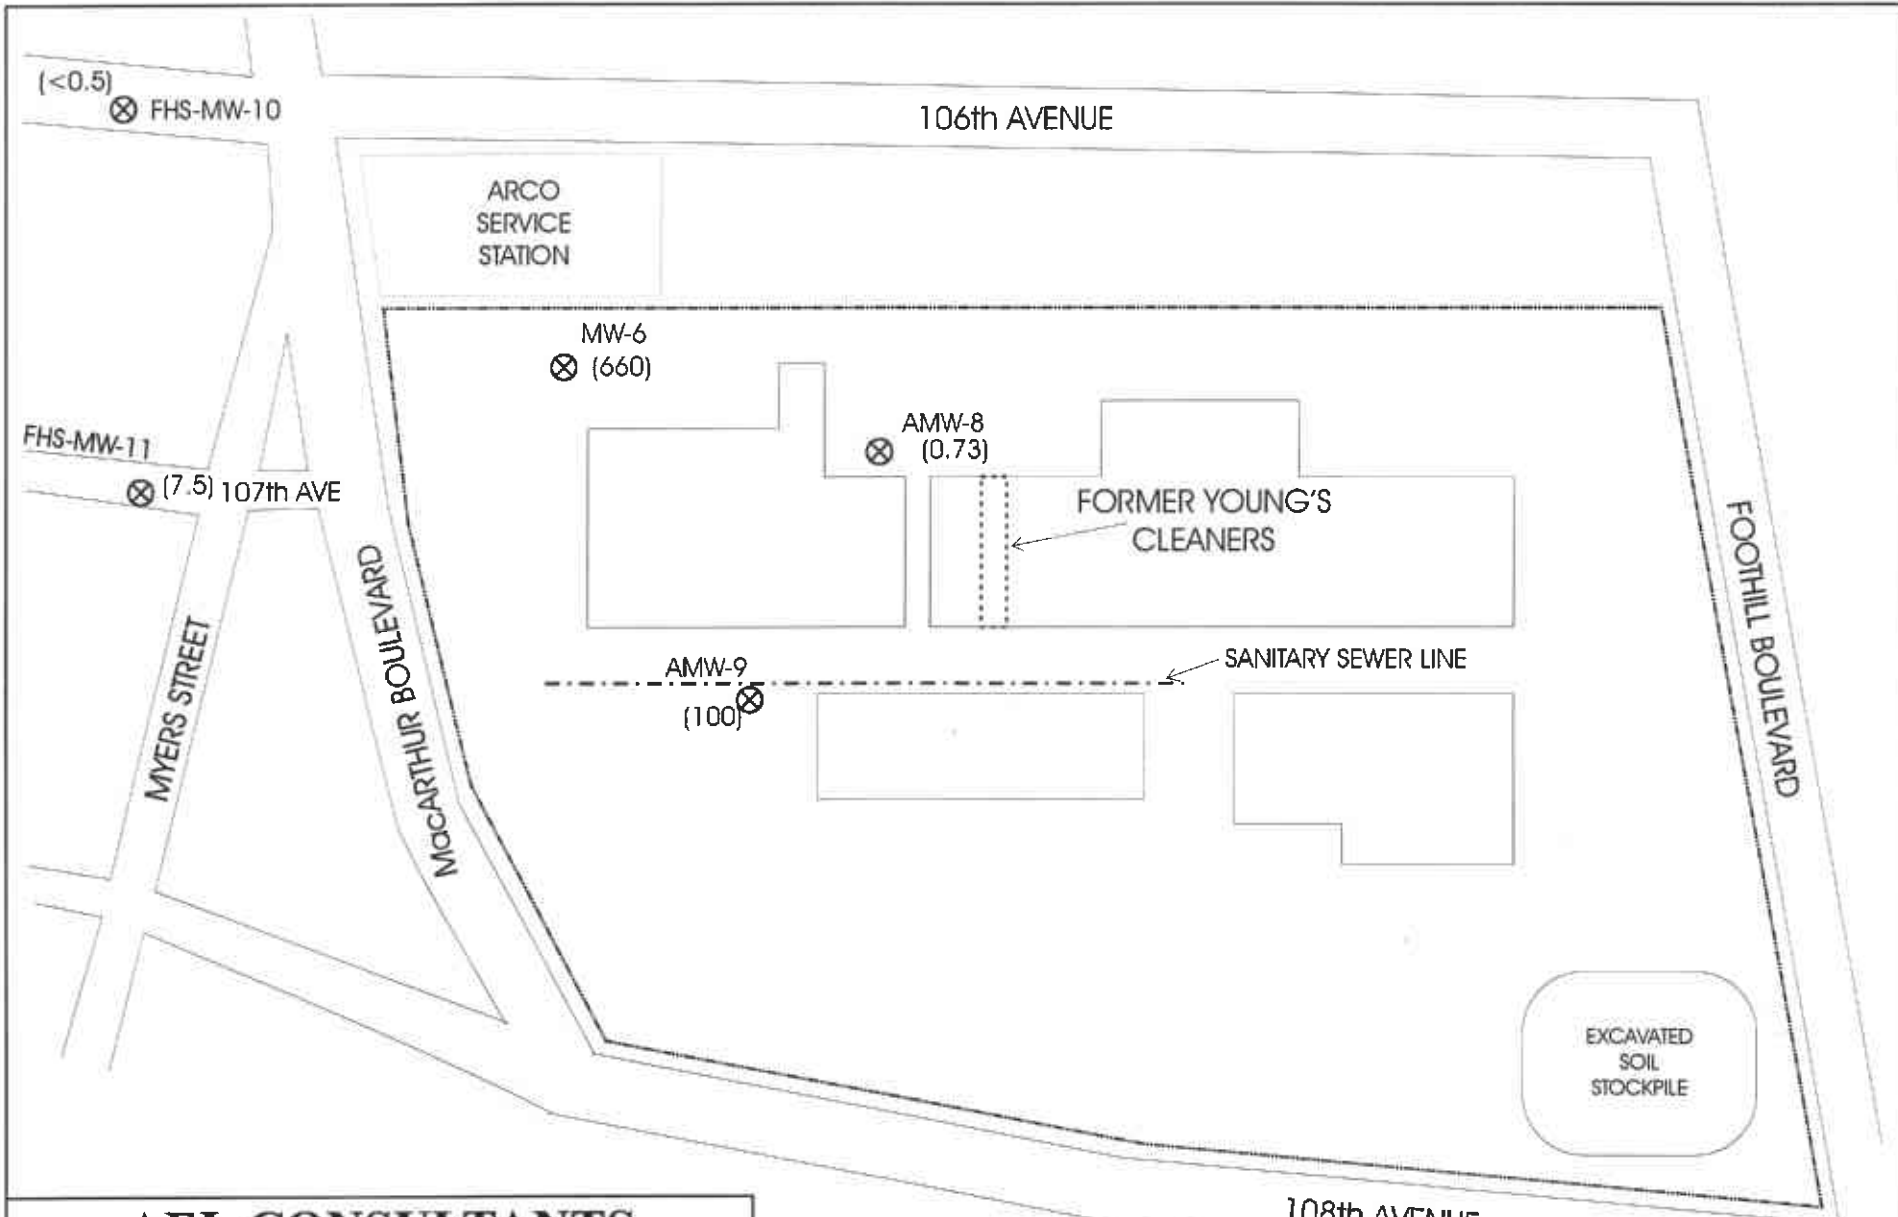 (<0.5)
FHS-MW-10
106th AVENUE
ARCO
SERVICE
STATION
MW-6
(660)
AMW-8
(0.73)
FHS-MW-11
(7.5) 107th AVE
FORMER YOUNG'S
CLEANERS
FOOTHILL BOULEVARD
MacARTHUR BOULEVARD
MYERS STREET
SANITARY SEWER LINE
AMW-9
(100)
EXCAVATED
SOIL
STOCKPILE
108th AVENUE
CONSULTANTS